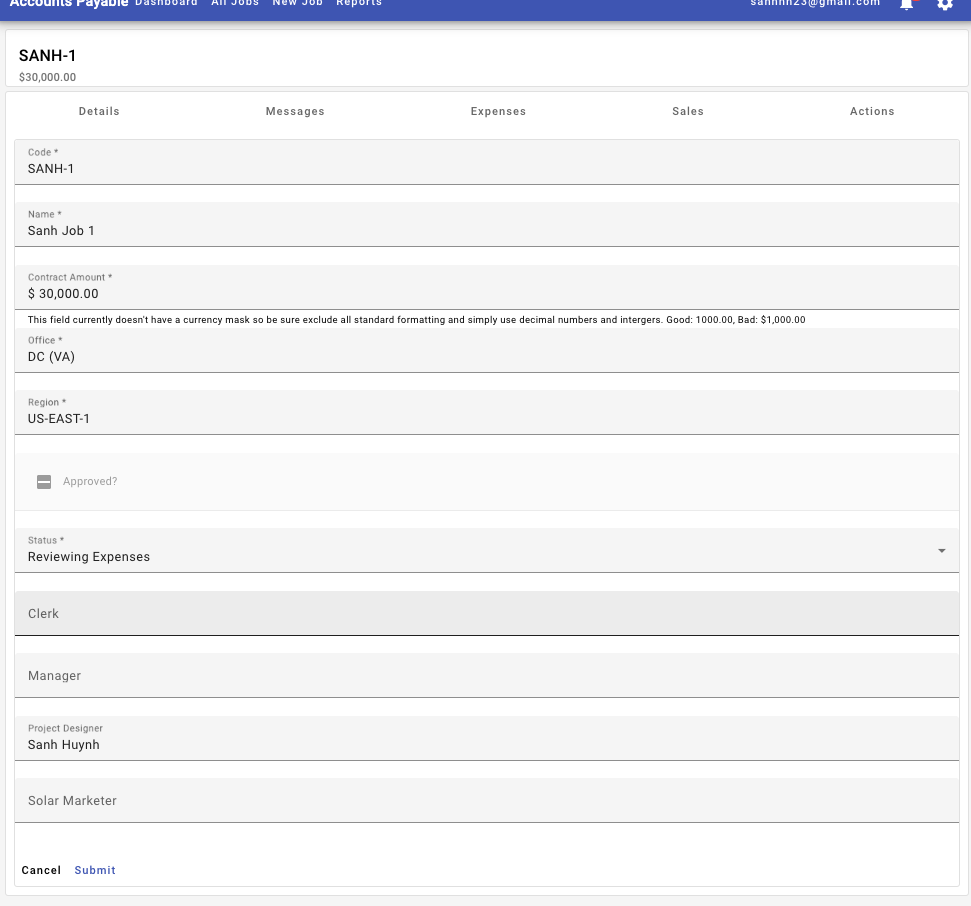 Accounts Payable Dashboard All Jobs New Job Reports sanhhh23@gmail.com
SANH-1
$30,000.00
Details Messages Expenses Sales Actions
Code *
SANH-1
Name *
Sanh Job 1
Contract Amount *
$ 30,000.00
This field currently doesn't have a currency mask so be sure exclude all standard formatting and simply use decimal numbers and intergers. Good: 1000.00, Bad: $1,000.00
Office *
DC (VA)
Region *
US-EAST-1
Approved?
Status *
Reviewing Expenses
Clerk
Manager
Project Designer
Sanh Huynh
Solar Marketer
Cancel Submit